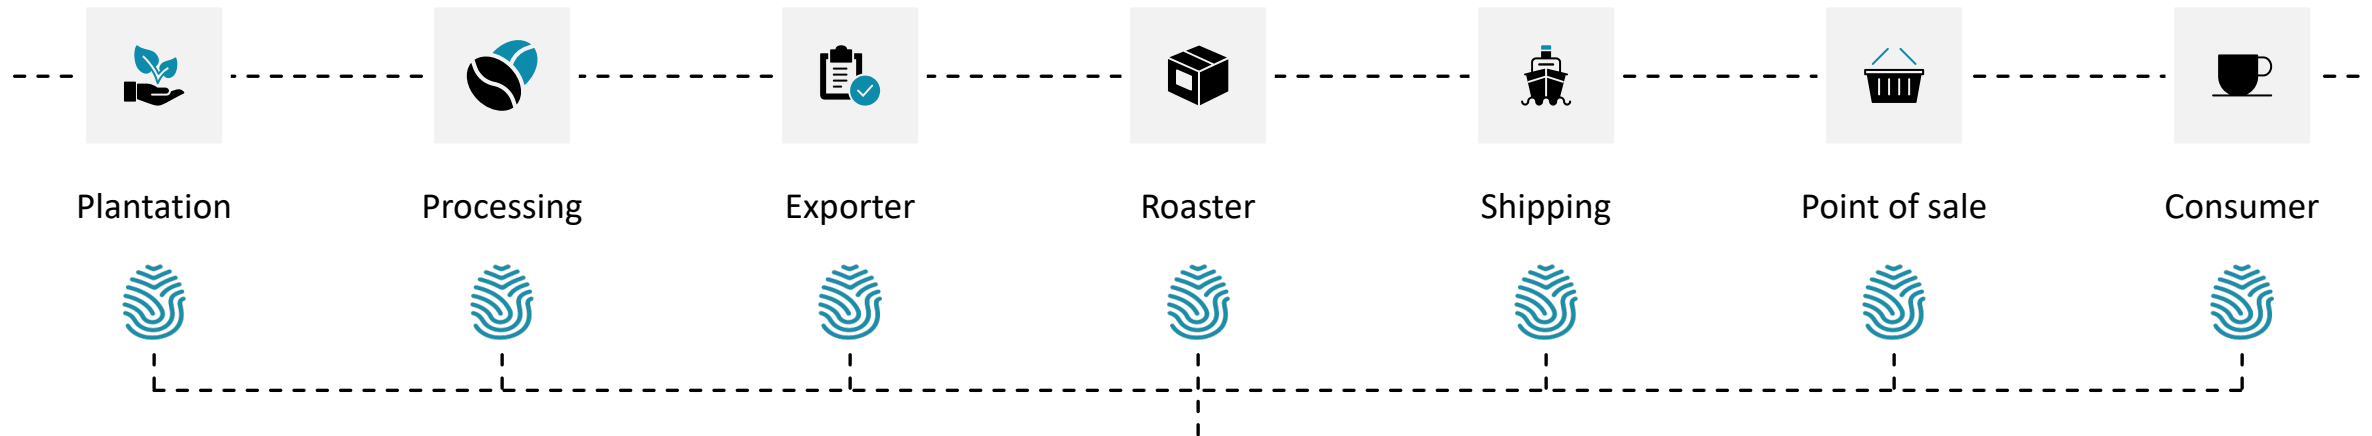 Plantation
Processing
Exporter
Roaster
Shipping
Point of sale
Consumer